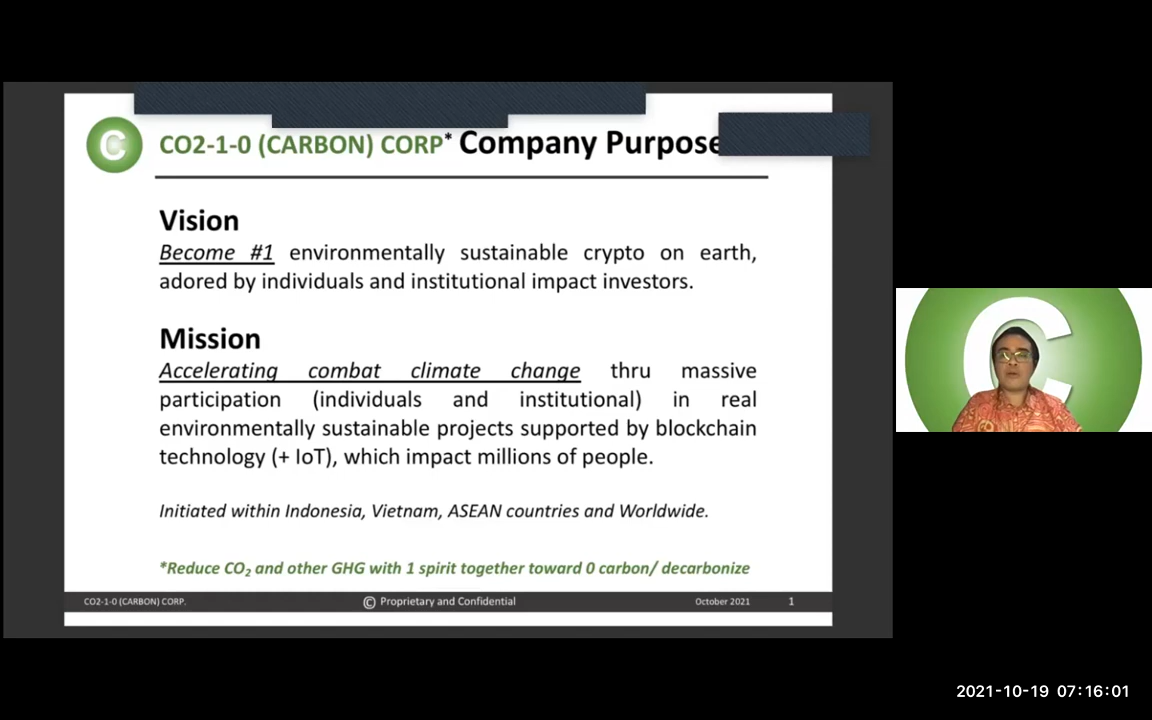 C
CO2-1-0 (CARBON) CORP* Company Purpose
Vision
Become #1 environmentally sustainable crypto on earth,
adored by individuals and institutional impact investors.
Mission
Accelerating combat climate change thru massive
participation (individuals and institutional) in real
environmentally sustainable projects supported by blockchain
technology (+ IoT), which impact millions of people.
Initiated within Indonesia, Vietnam, ASEAN countries and Worldwide.
*Reduce CO₂ and other GHG with 1 spirit together toward 0 carbon/ decarbonize
CO2-1-0 (CARBON) CORP. © Proprietary and Confidential October 2021 1
C
2021-10-19 07:16:01